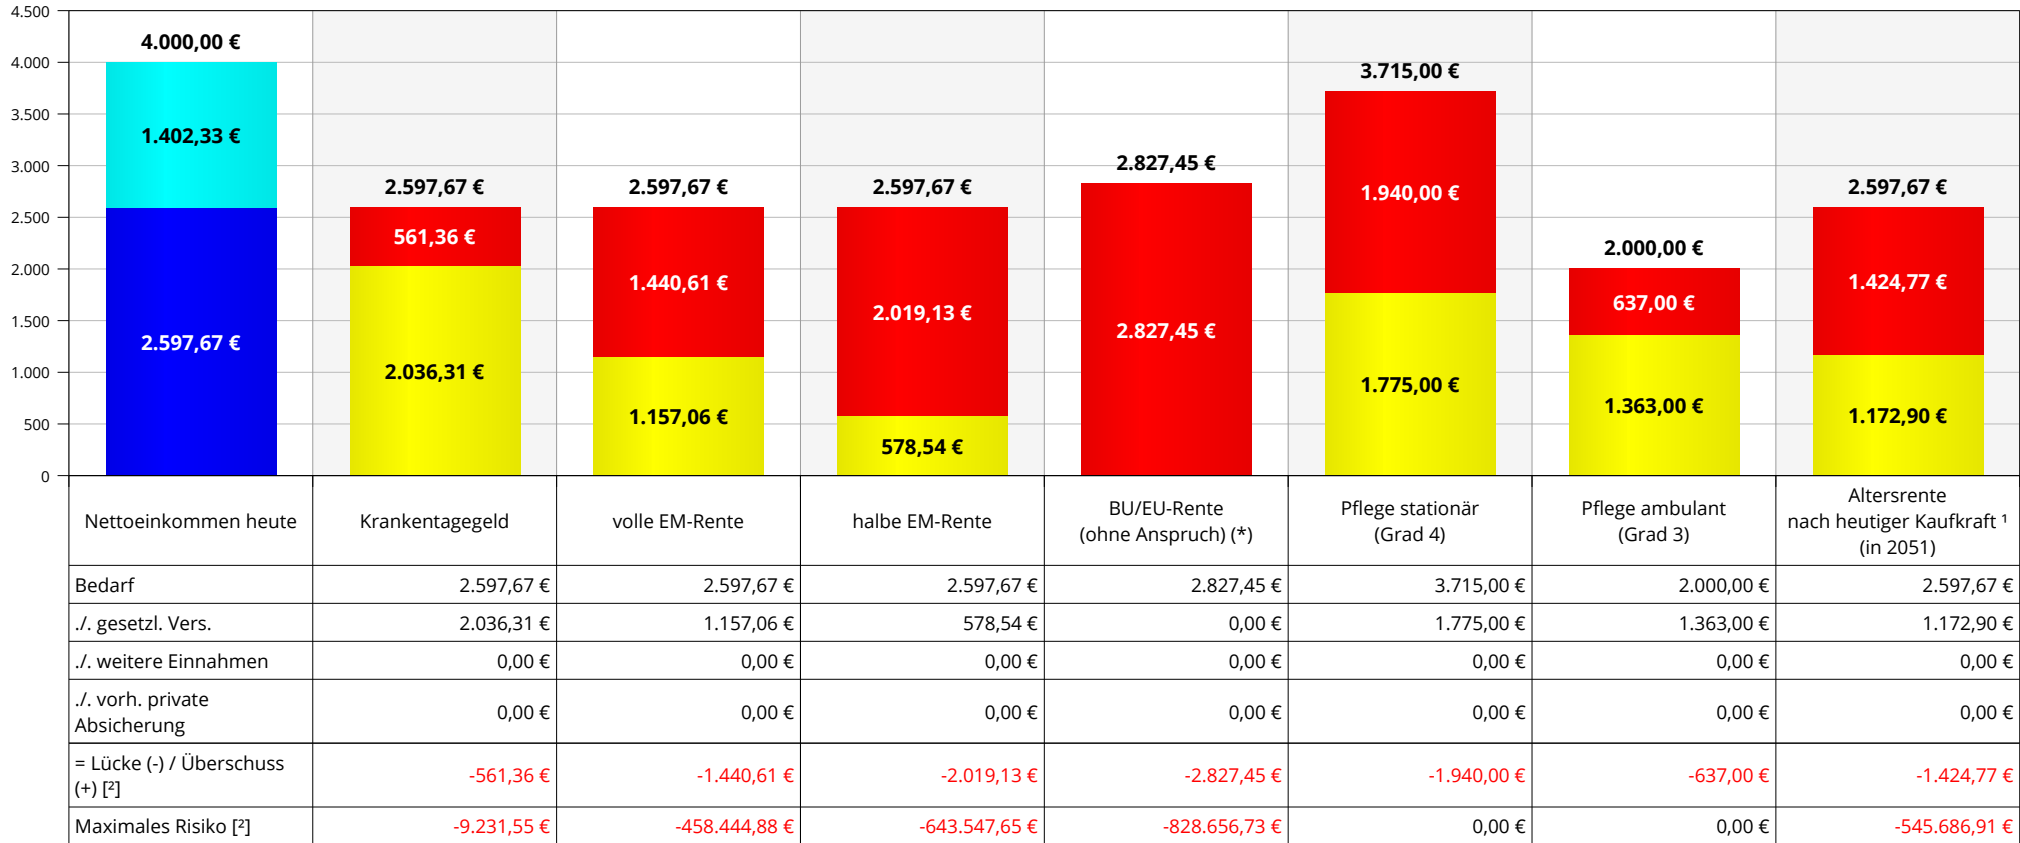 4.500
4.000
3.500
3.000
2.500
2.000
1.500
1.000
500
0
4.000,00 €
1.402,33 €
2.597,67 €
2.597,67 €
561,36 €
2.036,31 €
2.597,67 €
1.440,61 €
1.157,06 €
2.597,67 €
2.019,13 €
578,54 €
2.827,45 €
2.827,45 €
3.715,00 €
1.940,00 €
1.775,00 €
2.000,00 €
637,00 €
1.363,00 €
2.597,67 €
1.424,77 €
1.172,90 €
Nettoeinkommen heute
Krankentagegeld
volle EM-Rente
halbe EM-Rente
BU/EU-Rente
(ohne Anspruch) (*)
Pflege stationär
(Grad 4)
Pflege ambulant
(Grad 3)
Altersrente
nach heutiger Kaufkraft ¹
(in 2051)
Bedarf 2.597,67 € 2.597,67 € 2.597,67 € 2.827,45 € 3.715,00 € 2.000,00 € 2.597,67 €
./. gesetzl. Vers. 2.036,31 € 1.157,06 € 578,54 € 0,00 € 1.775,00 € 1.363,00 € 1.172,90 €
./. weitere Einnahmen 0,00 € 0,00 € 0,00 € 0,00 € 0,00 € 0,00 € 0,00 €
./. vorh. private
Absicherung 0,00 € 0,00 € 0,00 € 0,00 € 0,00 € 0,00 € 0,00 €
= Lücke (-) / Überschuss
(+) [²] -561,36 € -1.440,61 € -2.019,13 € -2.827,45 € -1.940,00 € -637,00 € -1.424,77 €
Maximales Risiko [²] -9.231,55 € -458.444,88 € -643.547,65 € -828.656,73 € 0,00 € 0,00 € -545.686,91 €